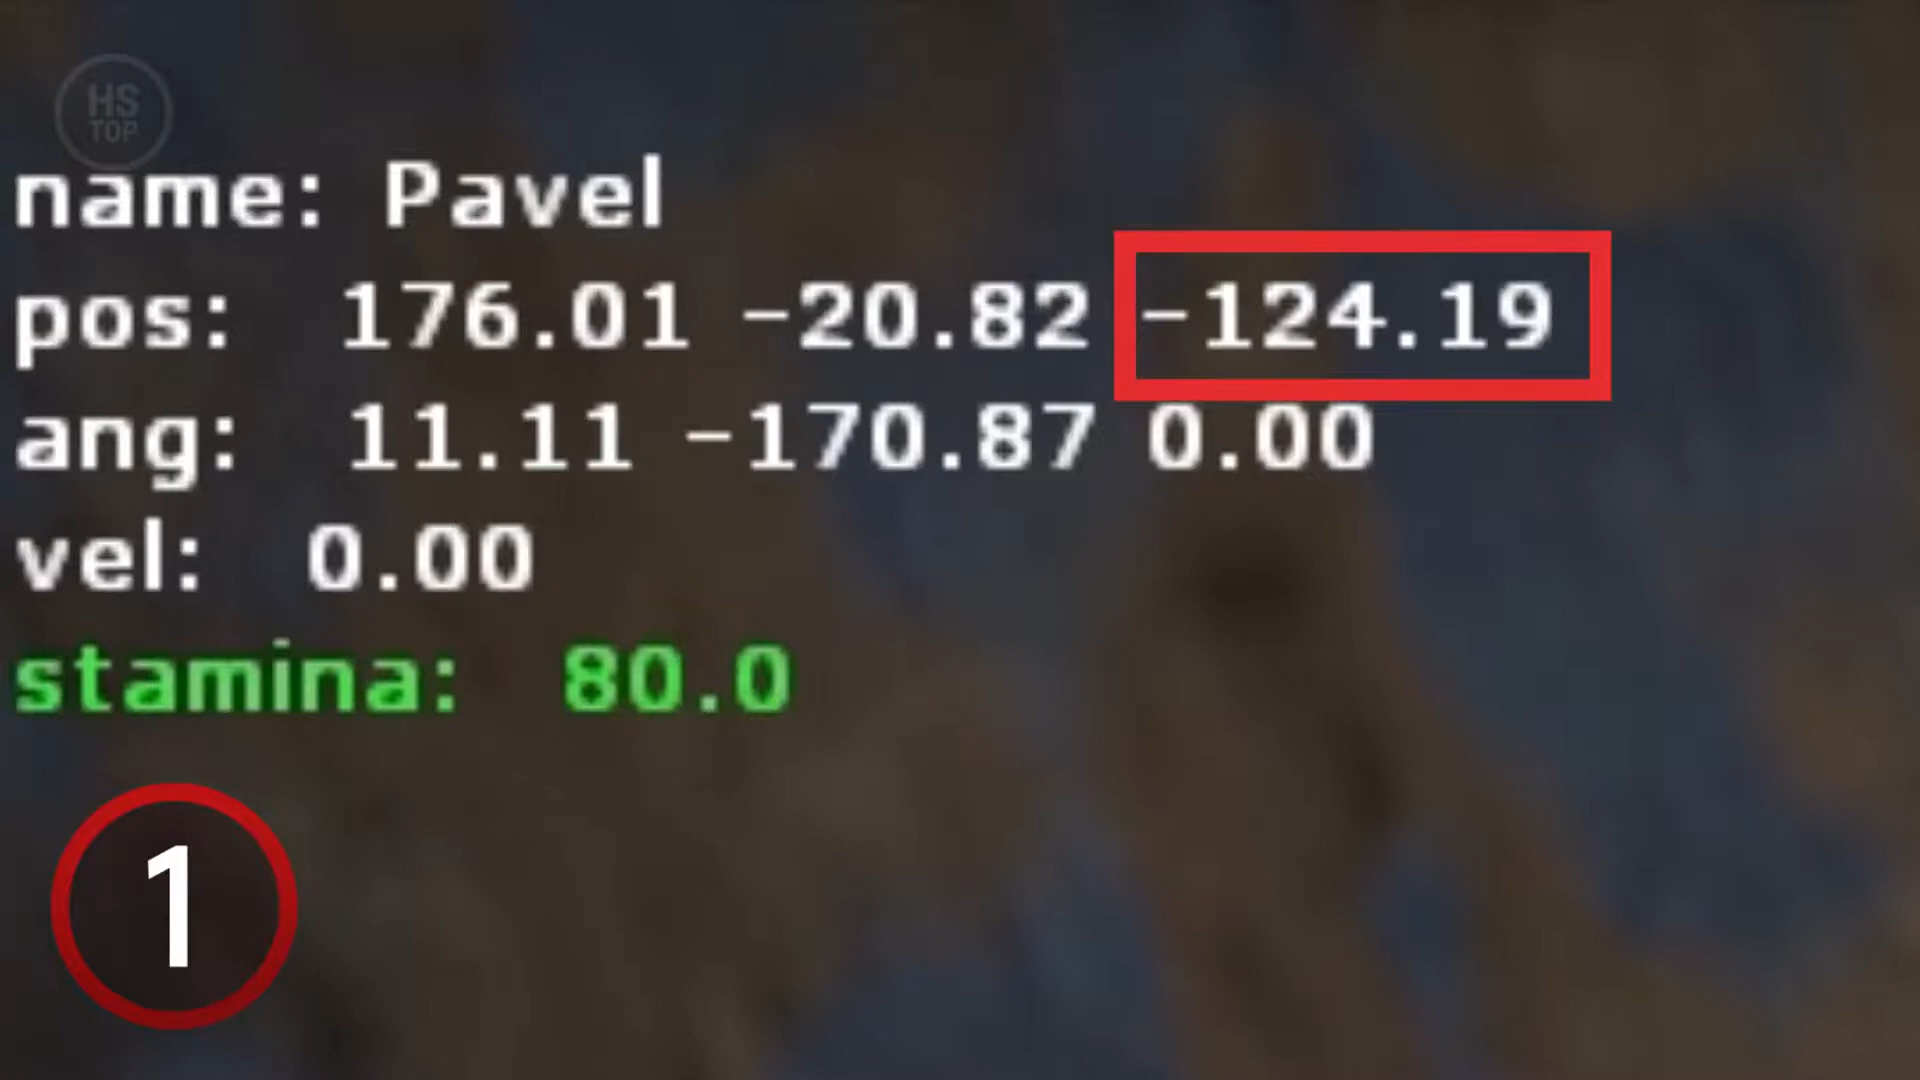 HS
TOP
name: Pavel
pos: 176.01 -20.82 -124.19
ang: 11.11 -170.87 0.00
vel: 0.00
stamina: 80.0
1